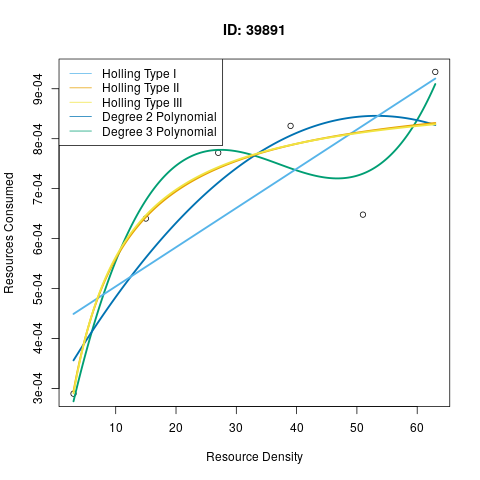 ID: 39891
Holling Type I
Holling Type II
Holling Type III
Degree 2 Polynomial
Degree 3 Polynomial
Resources Consumed
9e-04
8e-04
7e-04
6e-04
5e-04
4e-04
3e-04
10 20 30 40 50 60
Resource Density